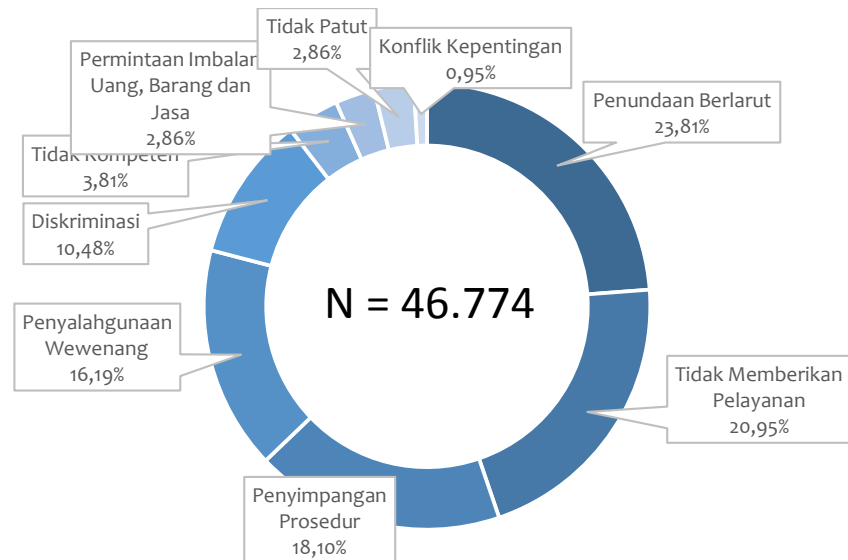 Tidak Patut
2,86%
Konflik Kepentingan
0,95%
Permintaan Imbalan
Uang, Barang dan
Jasa
2,86%
Penundaan Berlarut
23,81%
Tidak Kompeten
3,81%
Diskriminasi
10,48%
N = 46.774
Penyalahgunaan
Wewenang
16,19%
Tidak Memberikan
Pelayanan
20,95%
Penyimpangan
Prosedur
18,10%